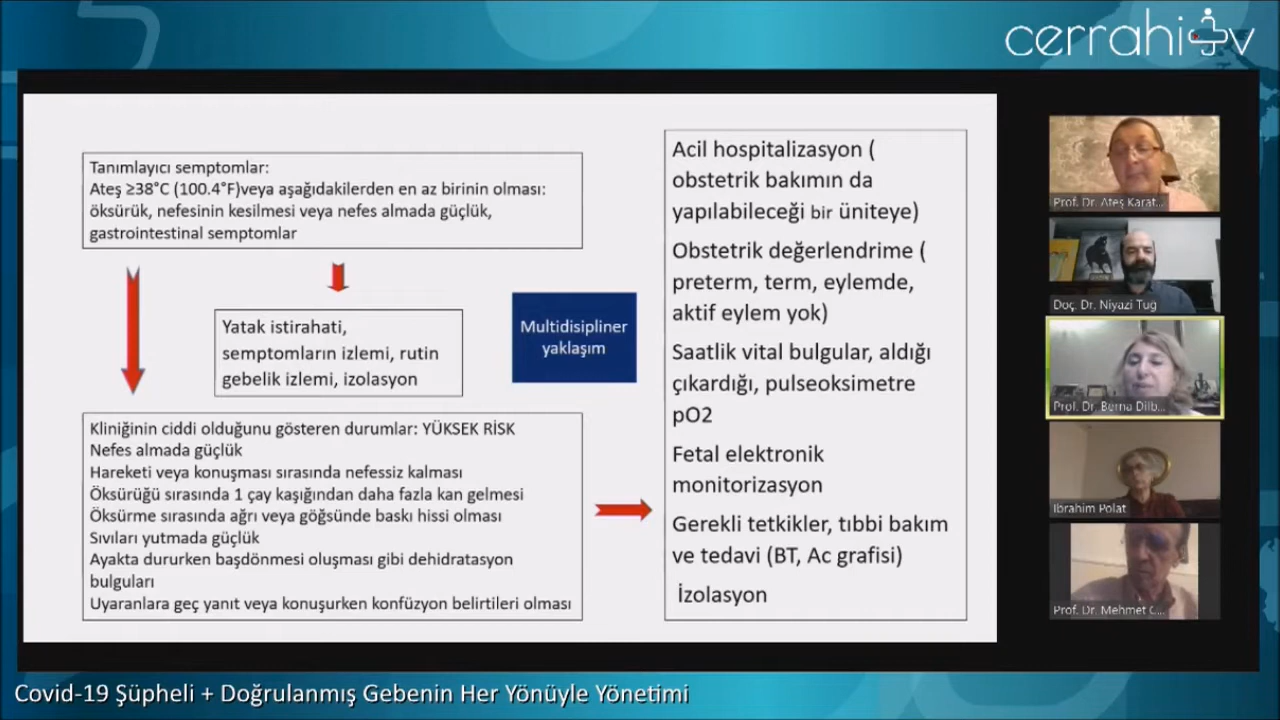 cerrahi tv
Tanımlayıcı semptomlar:
Ateş ≥38°C (100.4°F)veya aşağıdakilerden en az birinin olması:
öksürük, nefesinin kesilmesi veya nefes almada güçlük,
gastrointestinal semptomlar
Yatak istirahati,
semptomların izlemi, rutin
gebelik izlemi, izolasyon
Multidisipliner
yaklaşım
Kliniğinin ciddi olduğunu gösteren durumlar: YÜKSEK RİSK
Nefes almada güçlük
Hareketi veya konuşması sırasında nefessiz kalması
Öksürüğü sırasında 1 çay kaşığından daha fazla kan gelmesi
Öksürme sırasında ağrı veya göğsünde baskı hissi olması
Sıvıları yutmada güçlük
Ayakta dururken başdönmesi oluşması gibi dehidratasyon
bulguları
Uyaranlara geç yanıt veya konuşurken konfüzyon belirtileri olması
Acil hospitalizasyon (
obstetrik bakımın da
yapılabileceği bir üniteye)
Obstetrik değerlendrime (
preterm, term, eylemde,
aktif eylem yok)
Saatlik vital bulgular, aldığı
çıkardığı, pulseoksimetre
pO2
Fetal elektronik
monitorizasyon
Gerekli tetkikler, tıbbi bakım
ve tedavi (BT, Ac grafisi)
İzolasyon
Prof. Dr. Ateş Karat...
Doç. Dr. Niyazi Tuğ
Prof. Dr. Berna Dilb...
Ibrahim Polat
Prof. Dr. Mehmet C...
Covid-19 Şüpheli + Doğrulanmış Gebenin Her Yönüyle Yönetimi